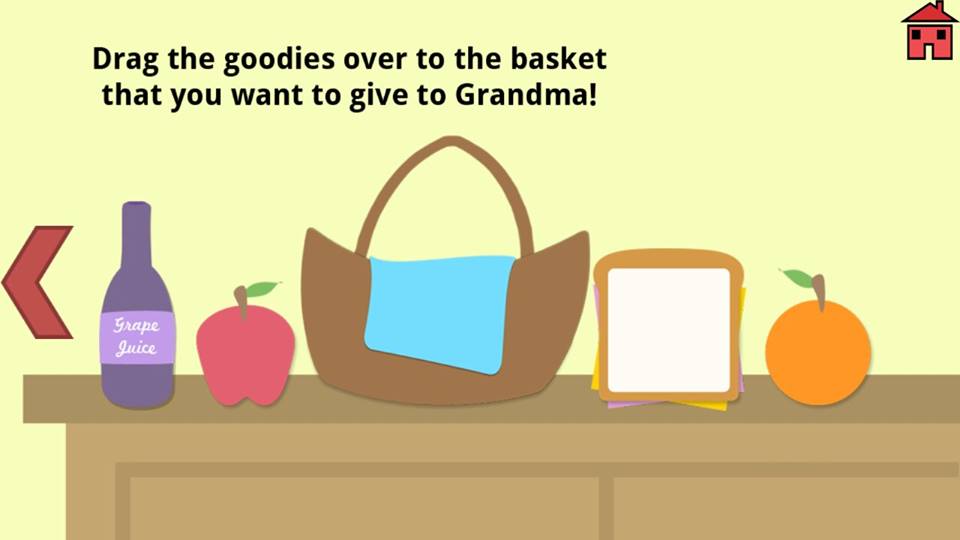 Drag the goodies over to the basket
that you want to give to Grandma!
Grape
Juice